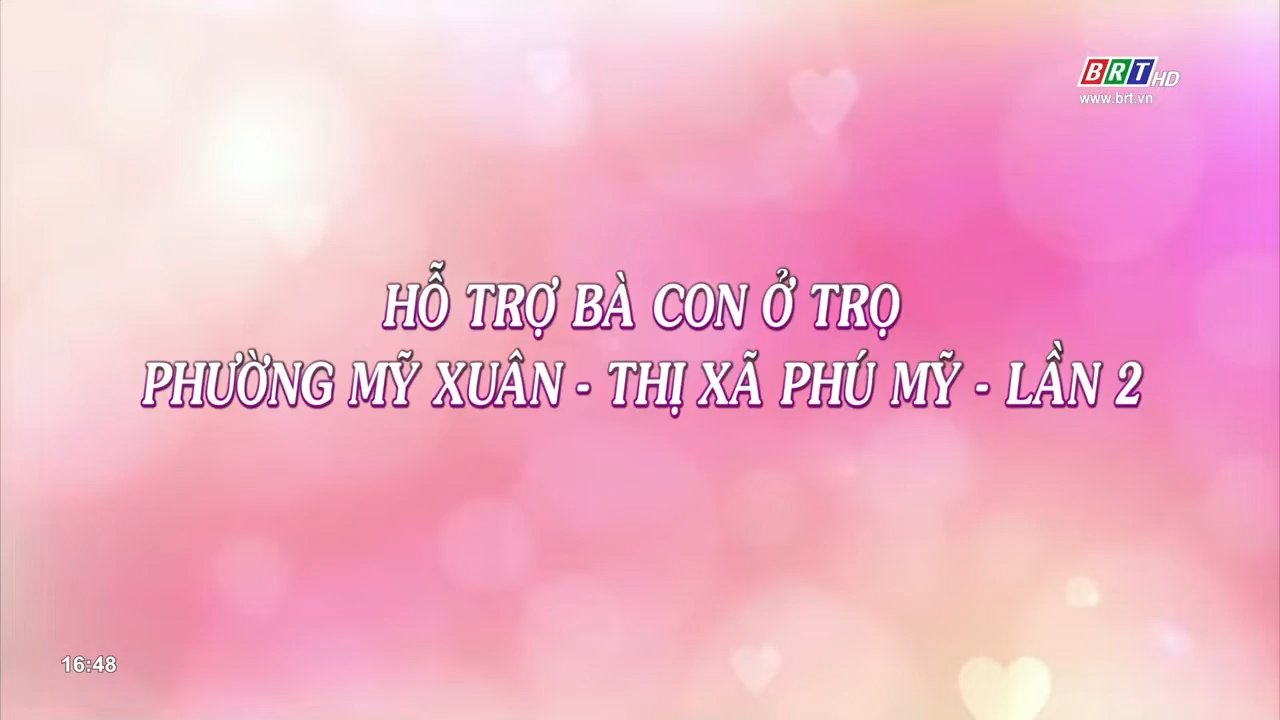 BRT HD
www.brt.vn
HỖ TRỢ BÀ CON Ở TRỌ
PHƯỜNG MỸ XUÂN - THỊ XÃ PHÚ MỸ - LẦN 2
16:48